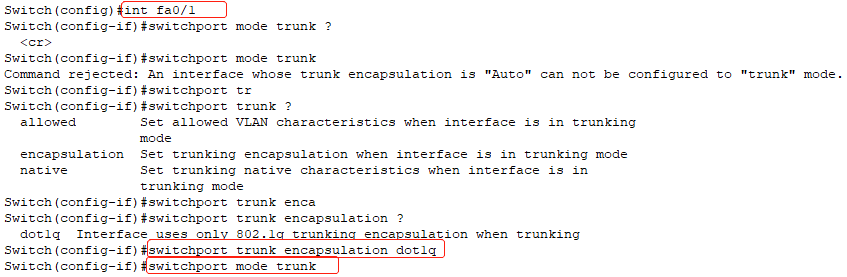 Switch(config)#int fa0/1
Switch(config-if)#switchport mode trunk ?
  <cr>
Switch(config-if)#switchport mode trunk
Command rejected: An interface whose trunk encapsulation is "Auto" can not be configured to "trunk" mode.
Switch(config-if)#switchport tr
Switch(config-if)#switchport trunk ?
  allowed        Set allowed VLAN characteristics when interface is in trunking
                 mode
  encapsulation  Set trunking encapsulation when interface is in trunking mode
  native         Set trunking native characteristics when interface is in
                 trunking mode
Switch(config-if)#switchport trunk enca
Switch(config-if)#switchport trunk encapsulation ?
  dot1q  Interface uses only 802.1q trunking encapsulation when trunking
Switch(config-if)#switchport trunk encapsulation dot1q
Switch(config-if)#switchport mode trunk